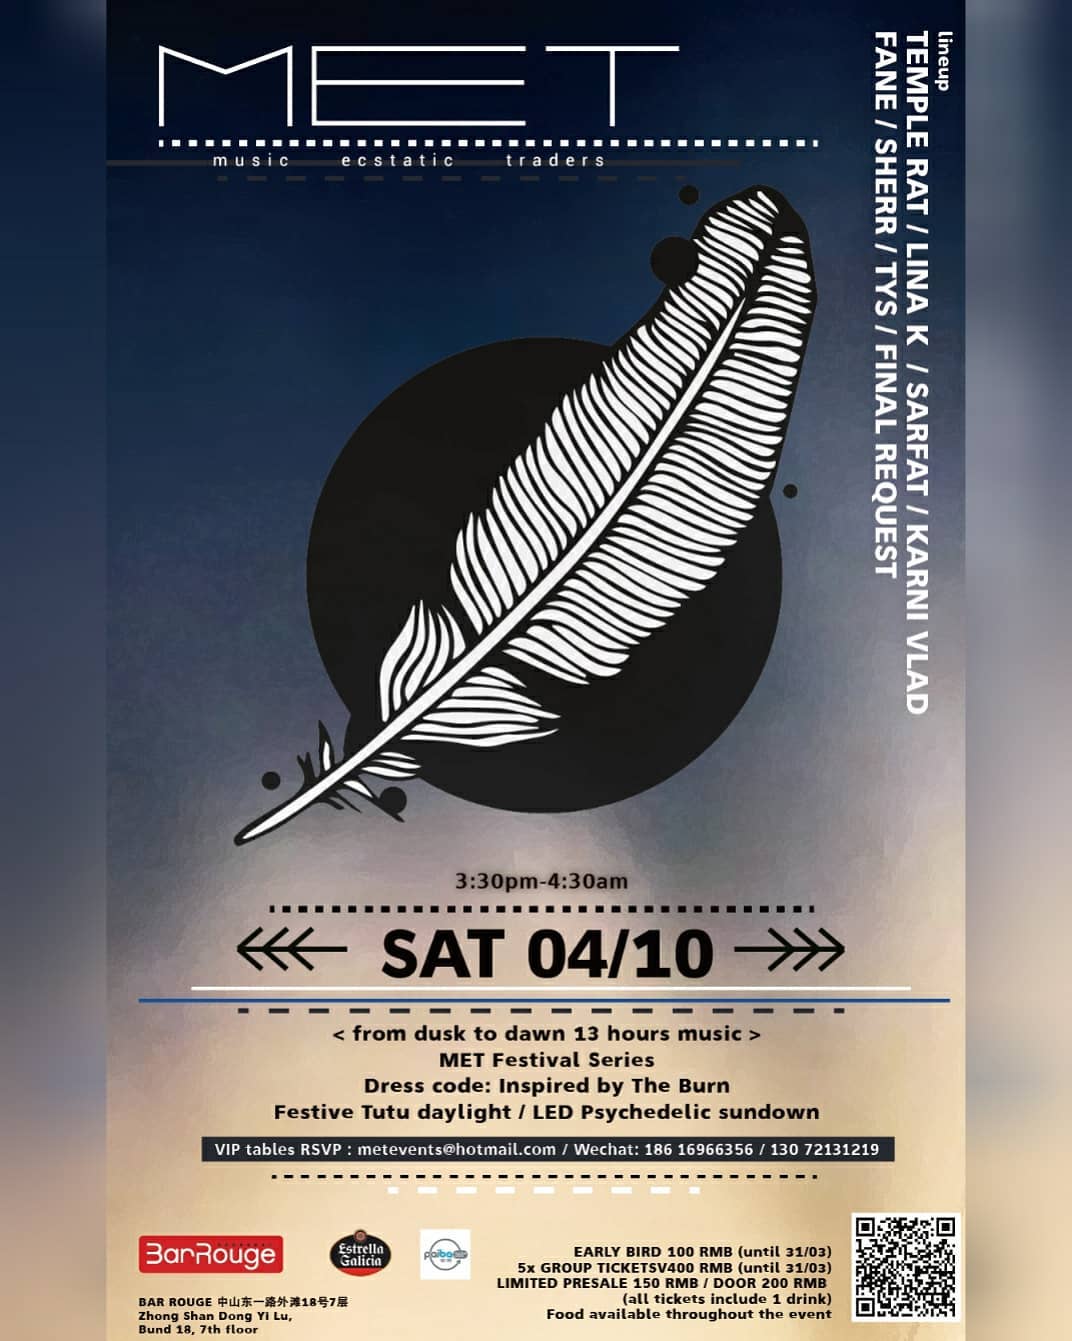 MET
music ecstatic traders
lineup
TEMPLE RAT / LINA K / SARFAT / KARNI VLAD
FANE / SHERR / TYS / FINAL REQUEST
3:30pm-4:30am
SAT 04/10
< from dusk to dawn 13 hours music >
MET Festival Series
Dress code: Inspired by The Burn
Festive Tutu daylight / LED Psychedelic sundown
VIP tables RSVP : metevents@hotmail.com / Wechat: 186 16966356 / 130 72131219
BarRouge
Estrella
Galicia
paibo
EARLY BIRD 100 RMB (until 31/03)
5x GROUP TICKETSV400 RMB (until 31/03)
LIMITED PRESALE 150 RMB / DOOR 200 RMB
(all tickets include 1 drink)
Food available throughout the event
BAR ROUGE 中山东一路外滩18号7层
Zhong Shan Dong Yi Lu,
Bund 18, 7th floor